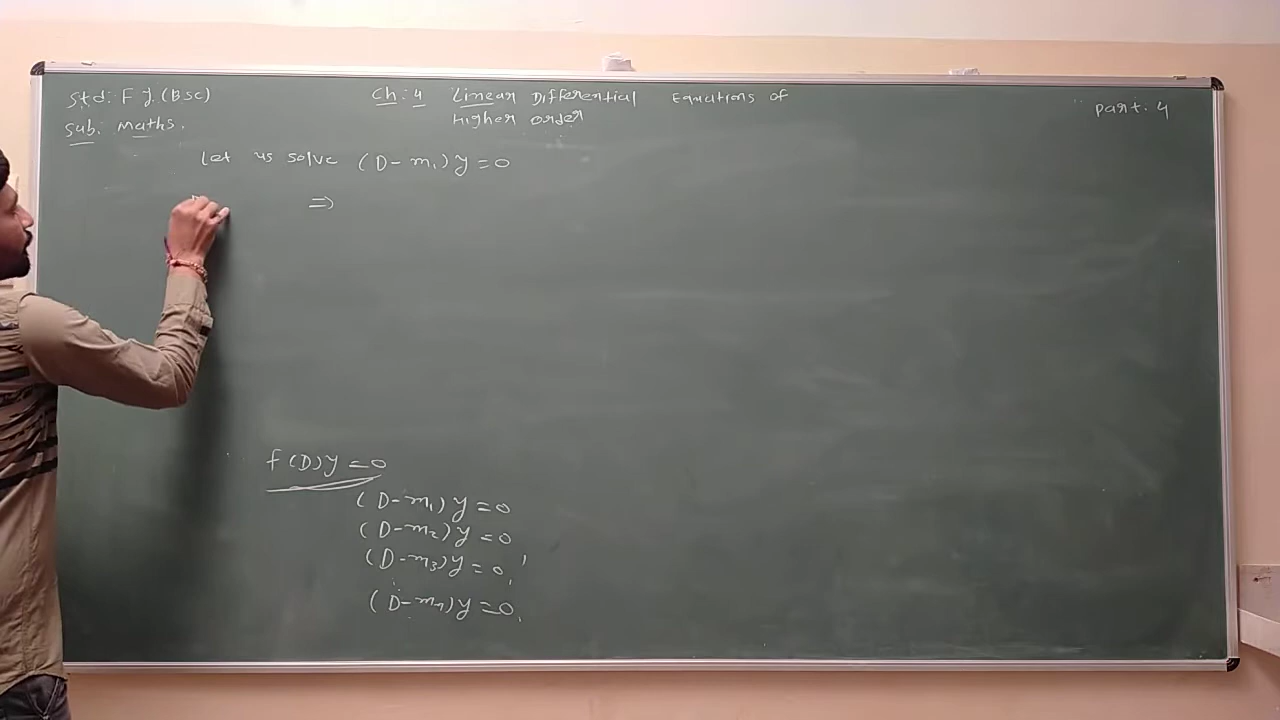 Std: F.Y.(BSc)
Ch: 4 Linear Differential Equations of
Higher order
Part. 4
Sub: Maths.
Let us solve (D-m₁)y=0
⇒
f(D)y=0
(D-m₁)y=0
(D-m₂)y=0
(D-m₃)y=0,
(D-mₙ)y=0,